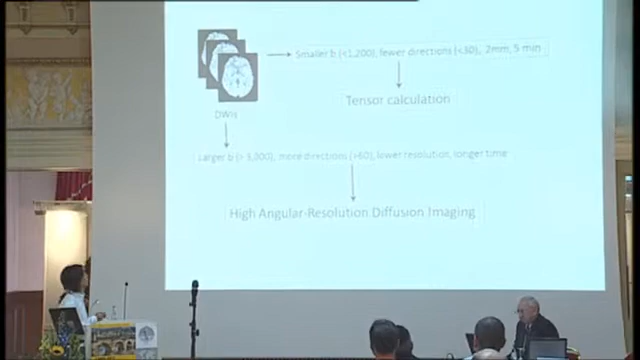 Smaller b (<1,200), fewer directions (<30), 2mm, 5 min
Tensor calculation
DWIs
Larger b (> 3,000), more directions (>60), lower resolution, longer time
High Angular-Resolution Diffusion Imaging